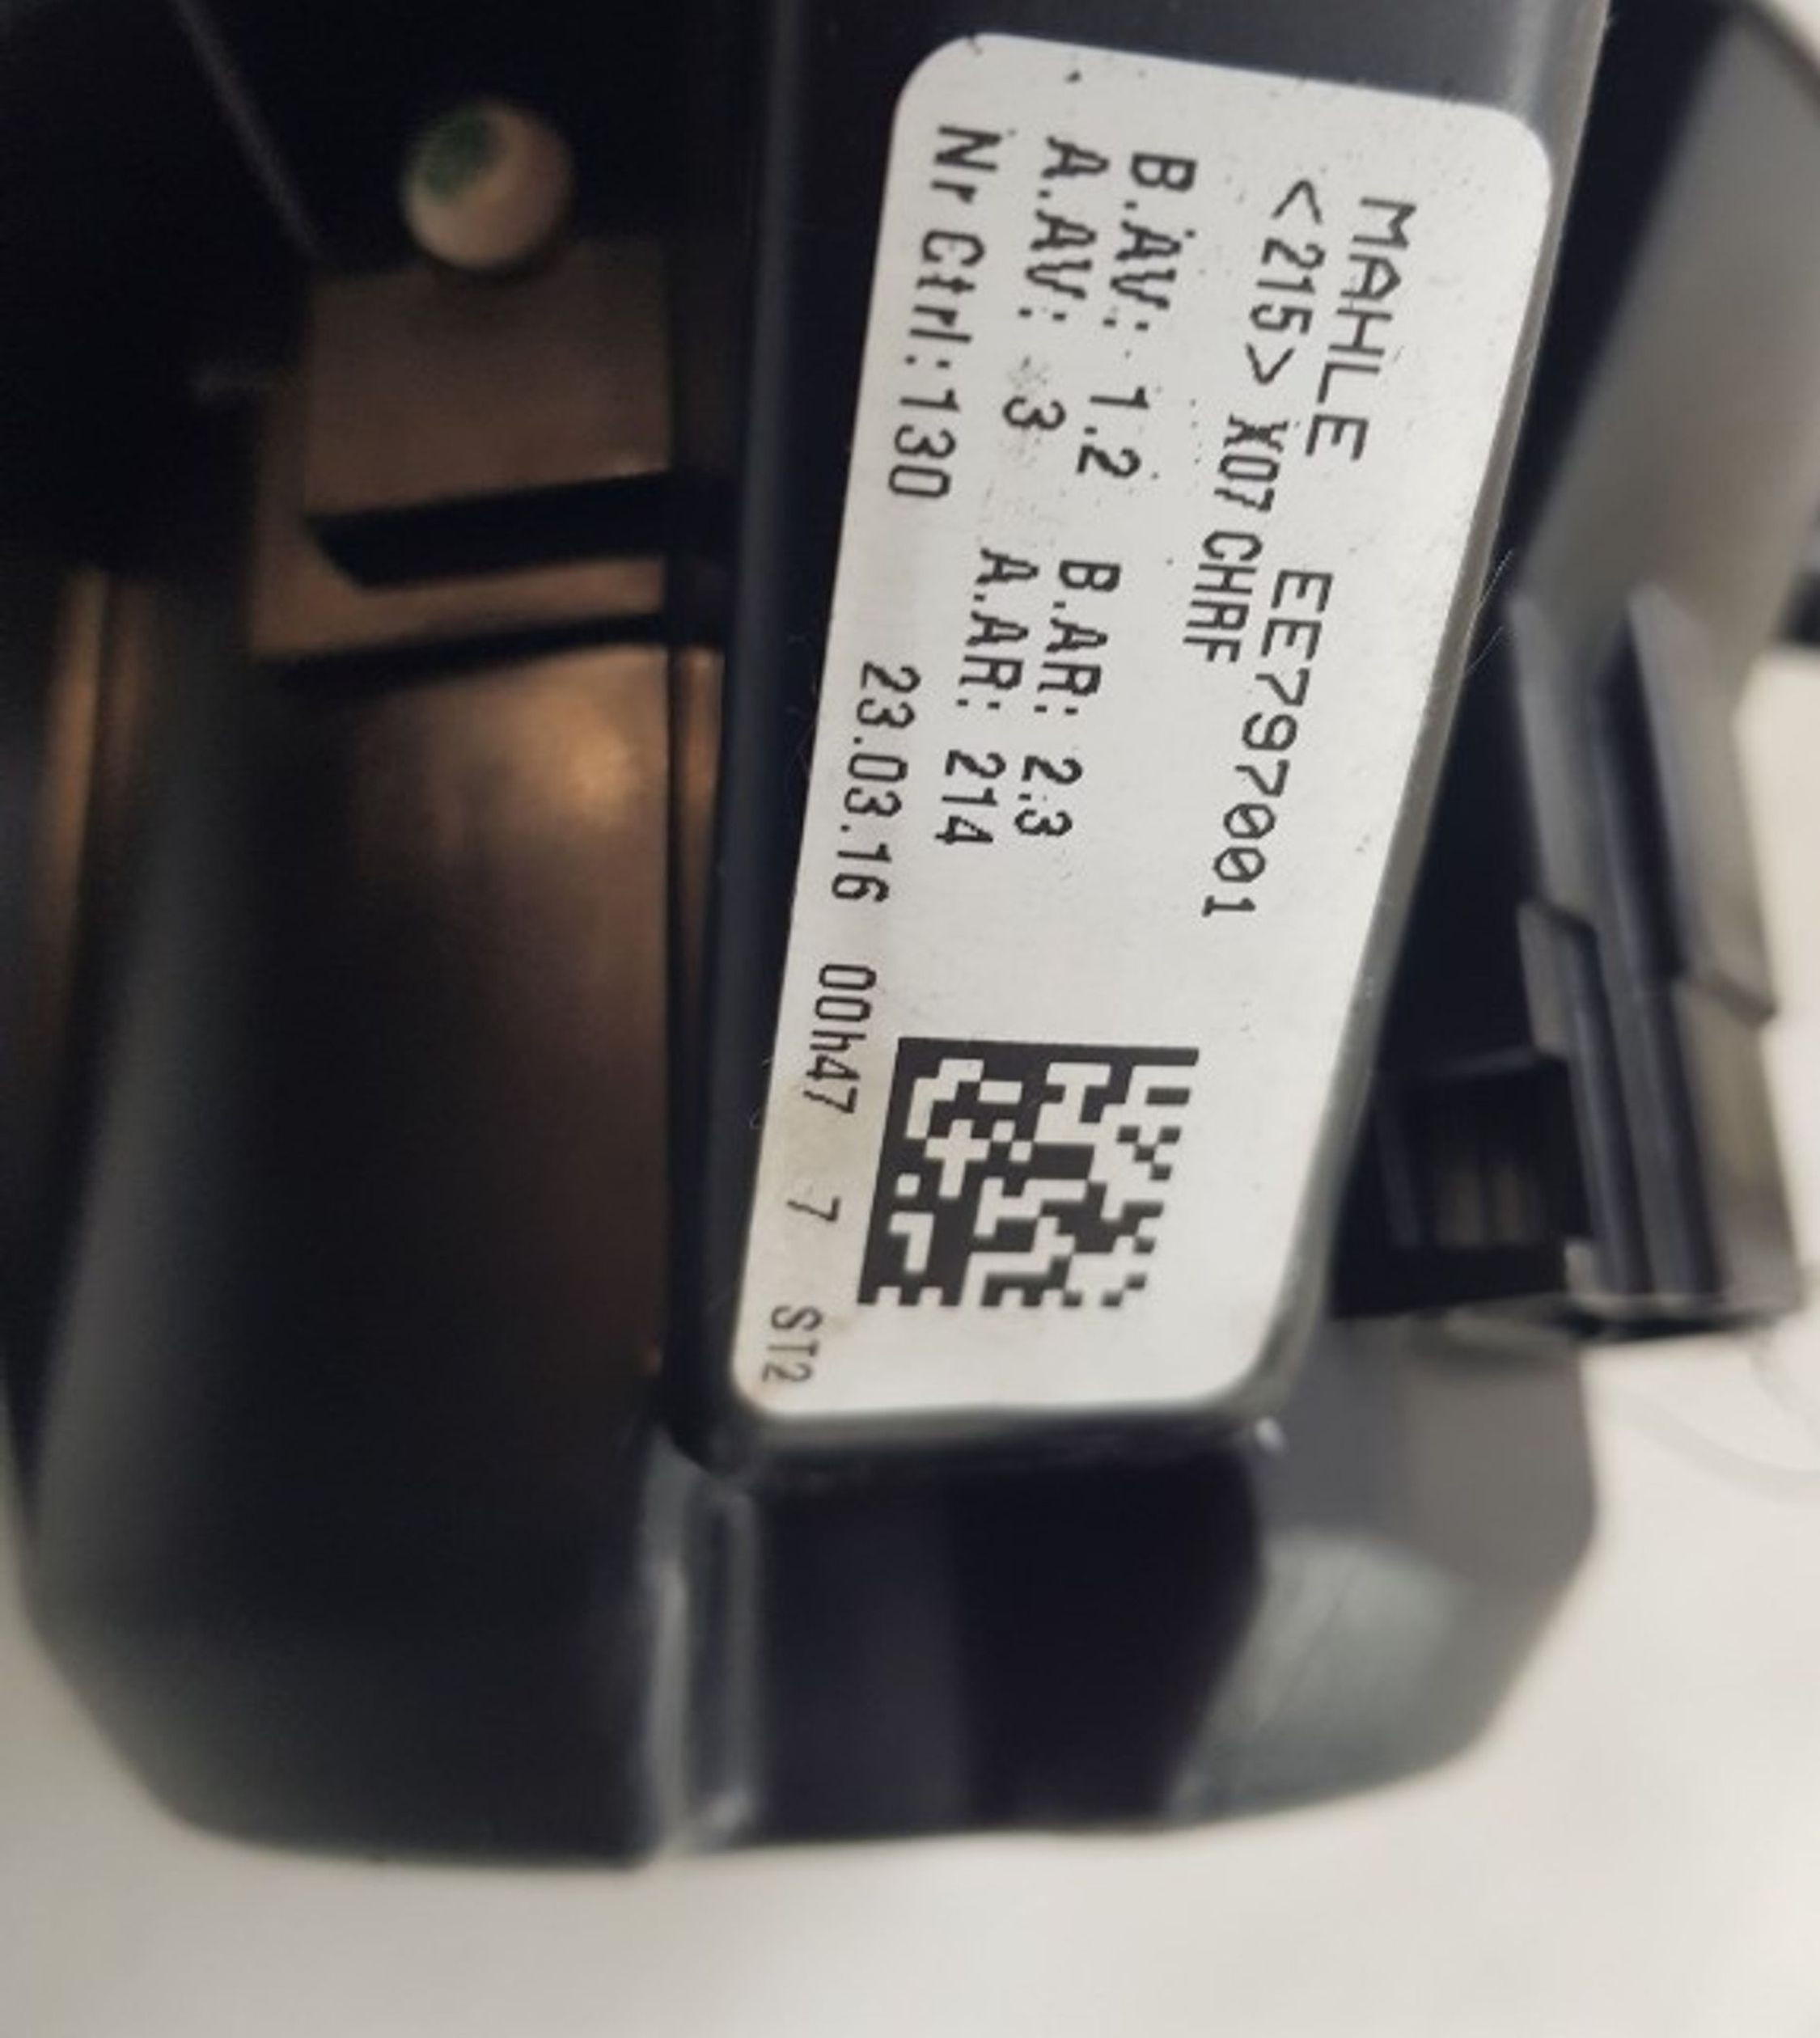 MAHLE EE797001
<215> X07 CHRF
B.AV: 1.2 B.AR: 2.3
A.AV: 3 A.AR: 214
Nr Ctrl:130 23.03.16 00h47 7 ST2